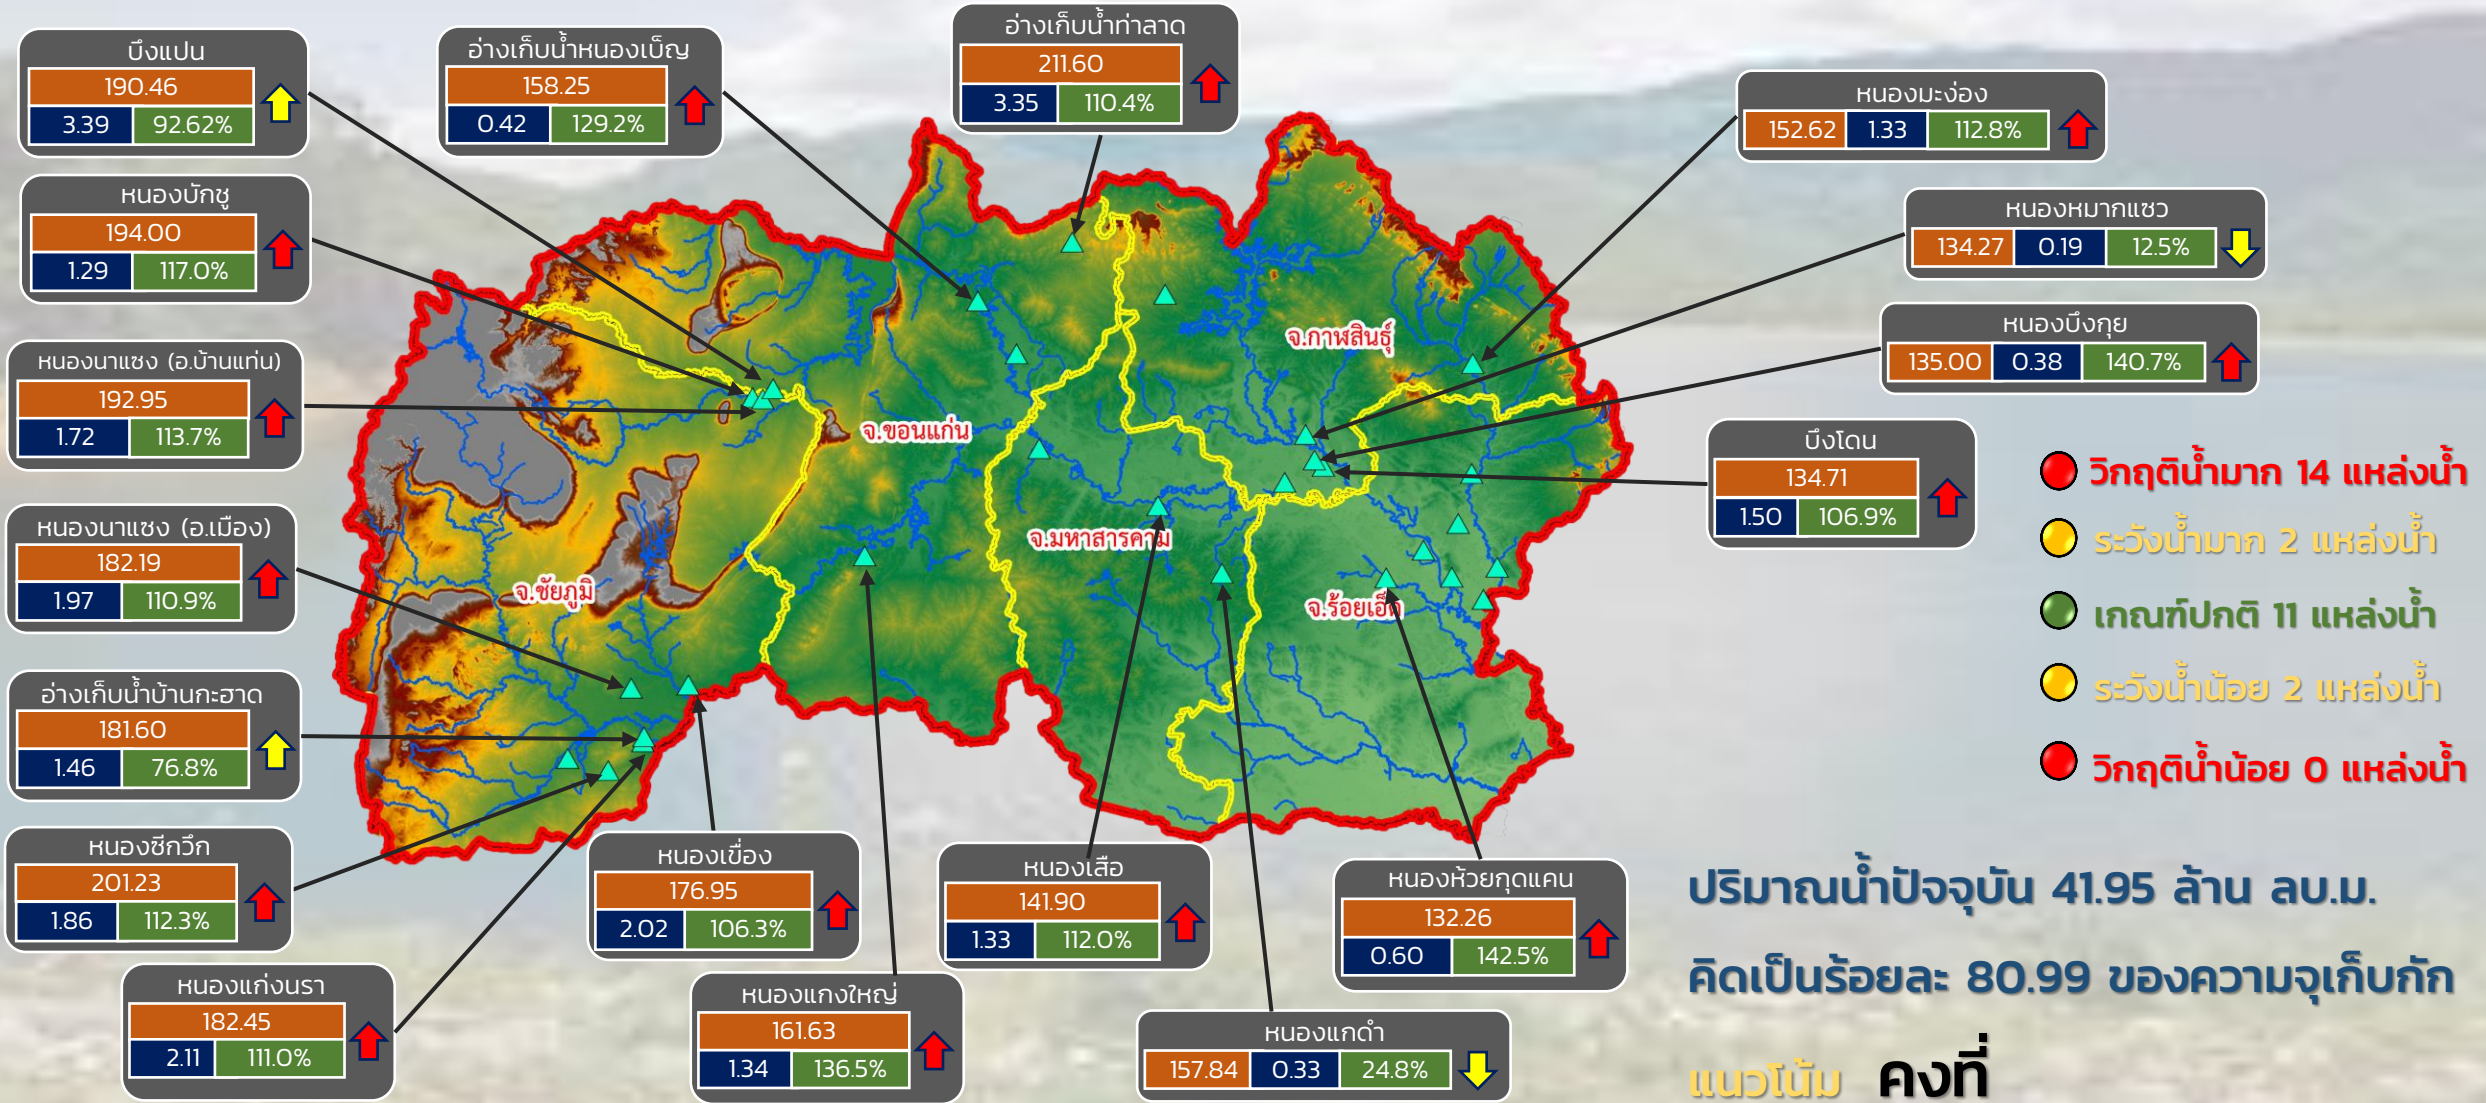 บึงแปน
190.46
3.39 92.62%
อ่างเก็บน้ำหนองเบ็ญ
158.25
0.42 129.2%
อ่างเก็บน้ำท่าลาด
211.60
3.35 110.4%
หนองมะง่อง
152.62 1.33 112.8%
หนองบักชู
194.00
1.29 117.0%
หนองหมากแซว
134.27 0.19 12.5%
หนองนาแซง (อ.บ้านแท่น)
192.95
1.72 113.7%
หนองบึงกุย
135.00 0.38 140.7%
จ.กาฬสินธุ์
จ.ขอนแก่น
บึงโดน
134.71
1.50 106.9%
วิกฤติน้ำมาก 14 แหล่งน้ำ
ระวังน้ำมาก 2 แหล่งน้ำ
เกณฑ์ปกติ 11 แหล่งน้ำ
ระวังน้ำน้อย 2 แหล่งน้ำ
วิกฤติน้ำน้อย 0 แหล่งน้ำ
หนองนาแซง (อ.เมือง)
182.19
1.97 110.9%
จ.มหาสารคาม
จ.ชัยภูมิ
จ.ร้อยเอ็ด
อ่างเก็บน้ำบ้านกะฮาด
181.60
1.46 76.8%
หนองซีกวึก
201.23
1.86 112.3%
หนองเขื่อง
176.95
2.02 106.3%
หนองเสือ
141.90
1.33 112.0%
หนองห้วยกุดแคน
132.26
0.60 142.5%
หนองแก่งนรา
182.45
2.11 111.0%
หนองแกงใหญ่
161.63
1.34 136.5%
หนองแกดำ
157.84 0.33 24.8%
ปริมาณน้ำปัจจุบัน 41.95 ล้าน ลบ.ม.
คิดเป็นร้อยละ 80.99 ของความจุเก็บกัก
แนวโน้ม คงที่